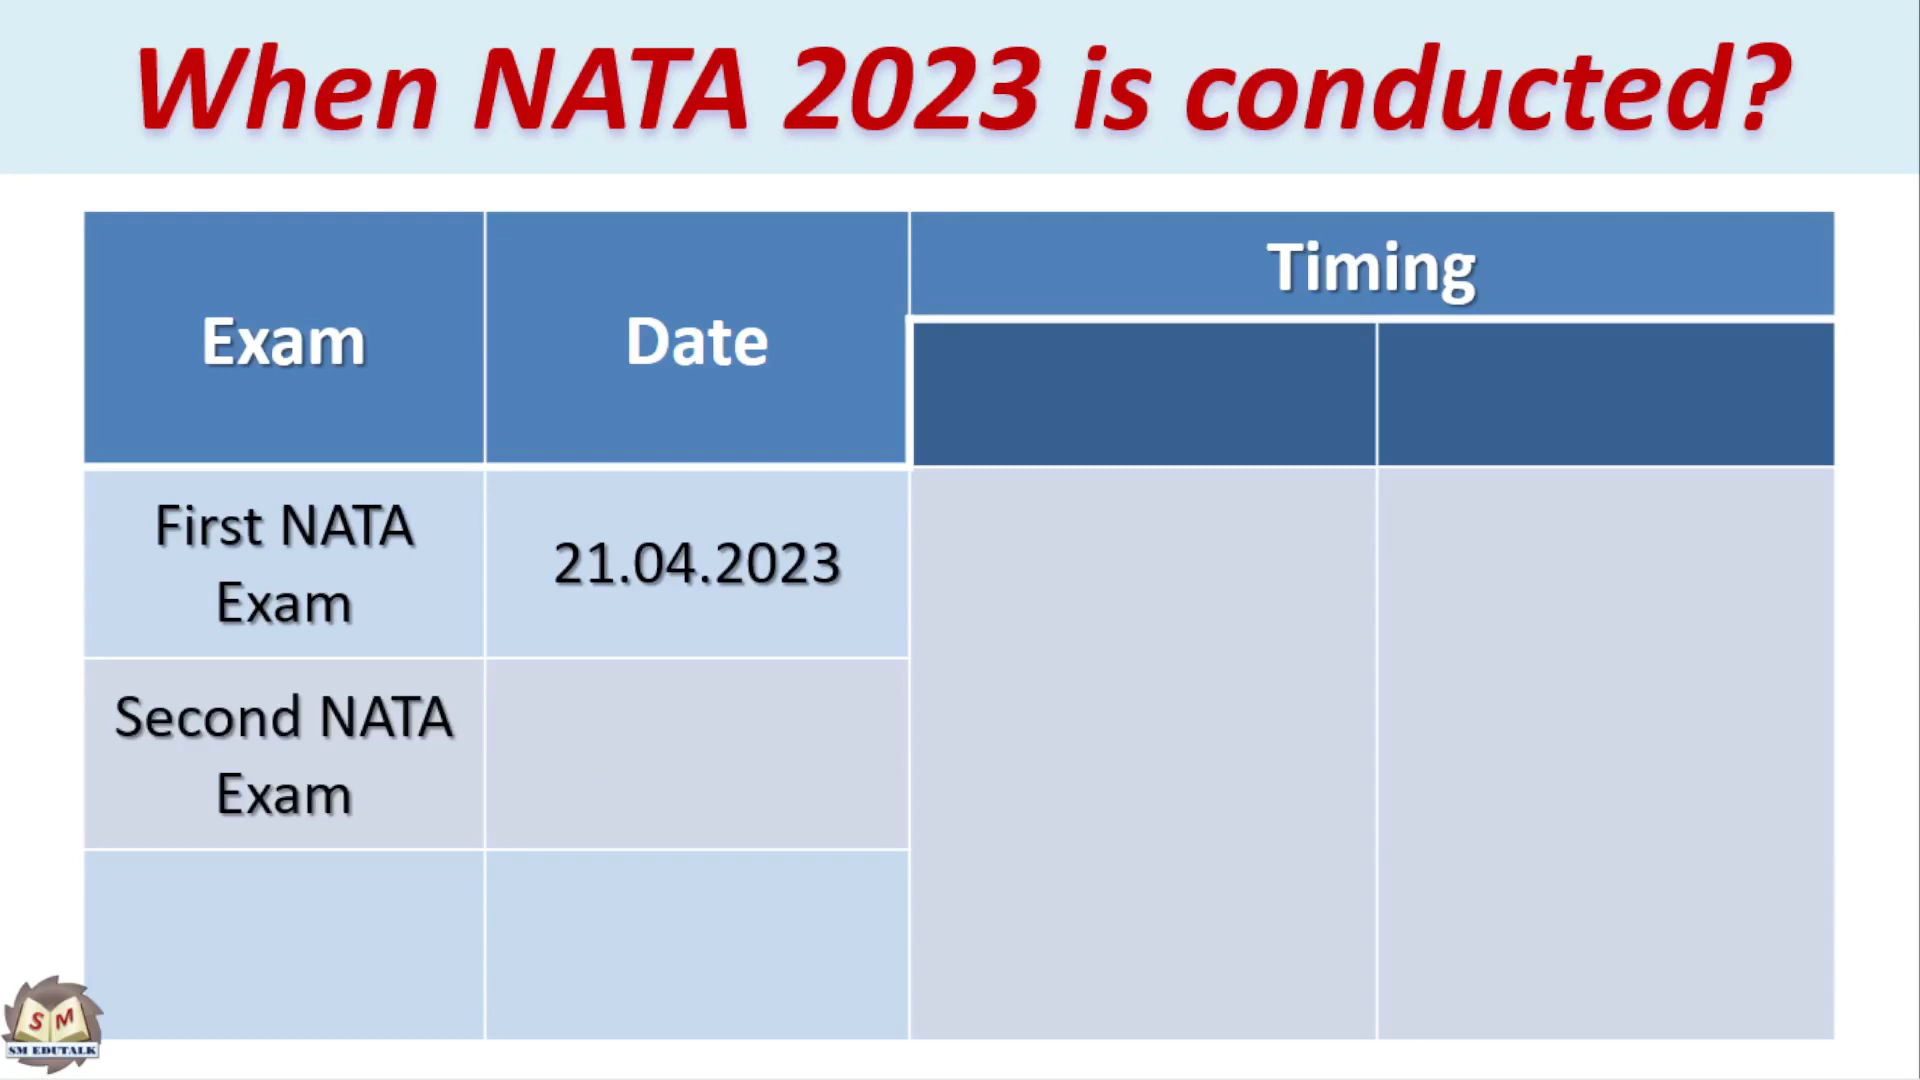 When NATA 2023 is conducted?
Exam
Date
Timing
First NATA
Exam
21.04.2023
Second NATA
Exam
S M
SM EDUTALK